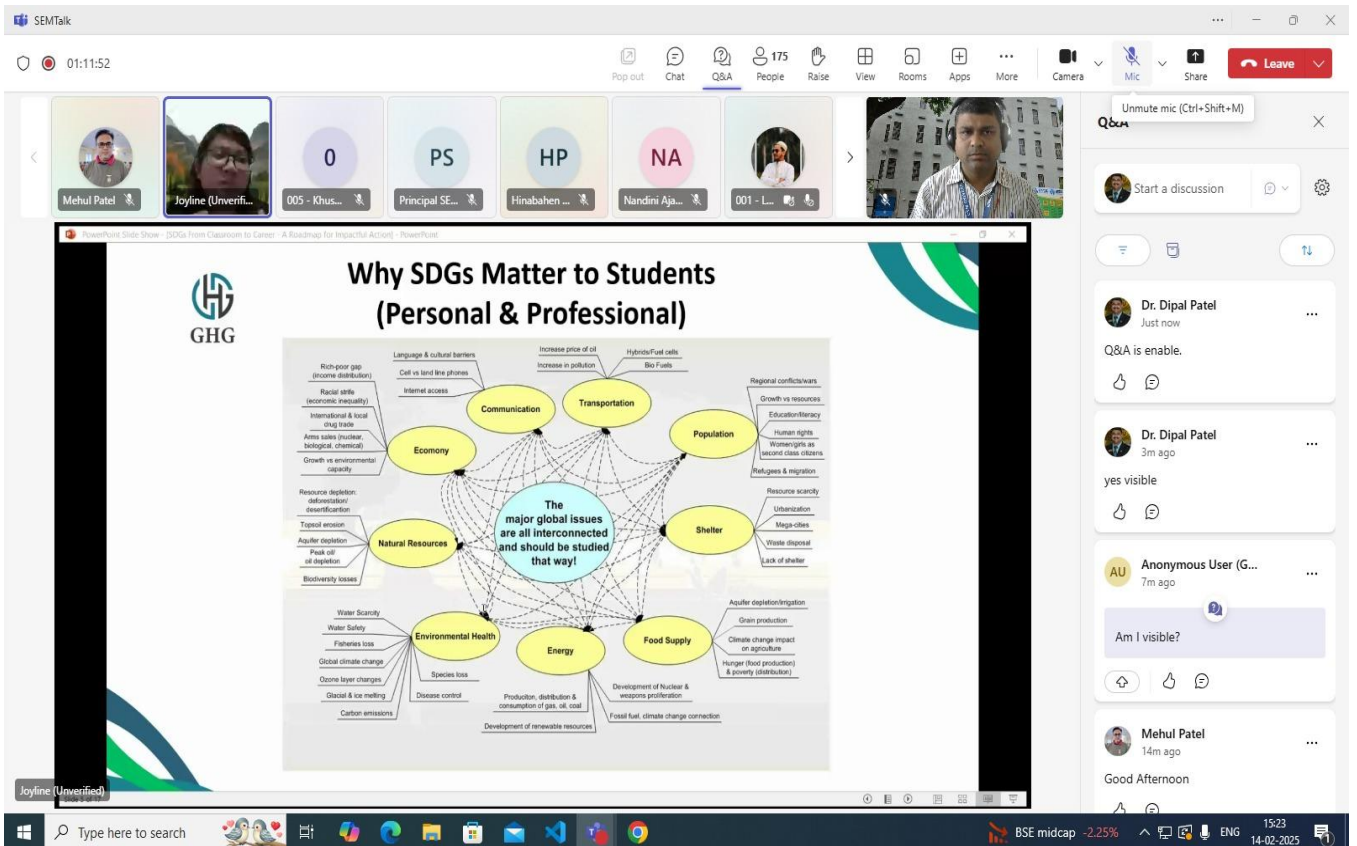 SEMTalk
01:11:52
Pop out
Chat
Q&A
175
People
Raise
View
Rooms
Apps
More
Camera
Mic
Share
Leave
Unmute mic (Ctrl+Shift+M)
Mehul Patel
Joyline (Unverifi...
0
005 - Khus...
PS
Principal SE...
HP
Hinabahen ...
NA
Nandini Aja...
001 - L...
PowerPoint Slide Show - [SDGs From Classroom to Career - A Roadmap for Impactful Action] - PowerPoint
GHG
Why SDGs Matter to Students
(Personal & Professional)
Language & cultural barriers
Cell vs land line phones
Internet access
Communication
Increase price of oil
Increase in pollution
Hybrids/Fuel cells
Bio Fuels
Transportation
Rich-poor gap
(income distribution)
Racial strife
(economic inequality)
International & local
drug trade
Arms sales (nuclear,
biological, chemical)
Growth vs environmental
capacity
Ecomony
Regional conflicts/wars
Growth vs resources
Education/literacy
Human rights
Women/girls as
second class citizens
Refugees & migration
Population
Resource depletion:
deforestation/
desertificantion
Topsoil erosion
Aquifer depletion
Peak oil/
oil depletion
Biodiversity losses
Natural Resources
The
major global issues
are all interconnected
and should be studied
that way!
Shelter
Resource scarcity
Urbanization
Mega-cities
Waste disposal
Lack of shelter
Water Scarcity
Water Safety
Fisheries loss
Global climate change
Ozone layer changes
Glacial & ice melting
Carbon emissions
Species loss
Disease control
Environmental Health
Energy
Produciton, distribution &
consumption of gas, oil, coal
Development of renewable resources
Development of Nuclear &
weapons proliferation
Fossil fuel, climate change connection
Food Supply
Aquifer depletion/Irrigation
Grain production
Climate change impact
on agriculture
Hunger (food production)
& poverty (distribution)
Joyline (Unverified)
Q&A
Start a discussion
Dr. Dipal Patel
Just now
Q&A is enable.
Dr. Dipal Patel
3m ago
yes visible
AU
Anonymous User (G...
7m ago
Am I visible?
Mehul Patel
14m ago
Good Afternoon
Type here to search
BSE midcap -2.25%
ENG
15:23
14-02-2025